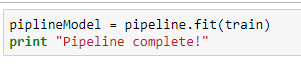 piplineModel = pipeline.fit(train)
print "Pipeline complete!"